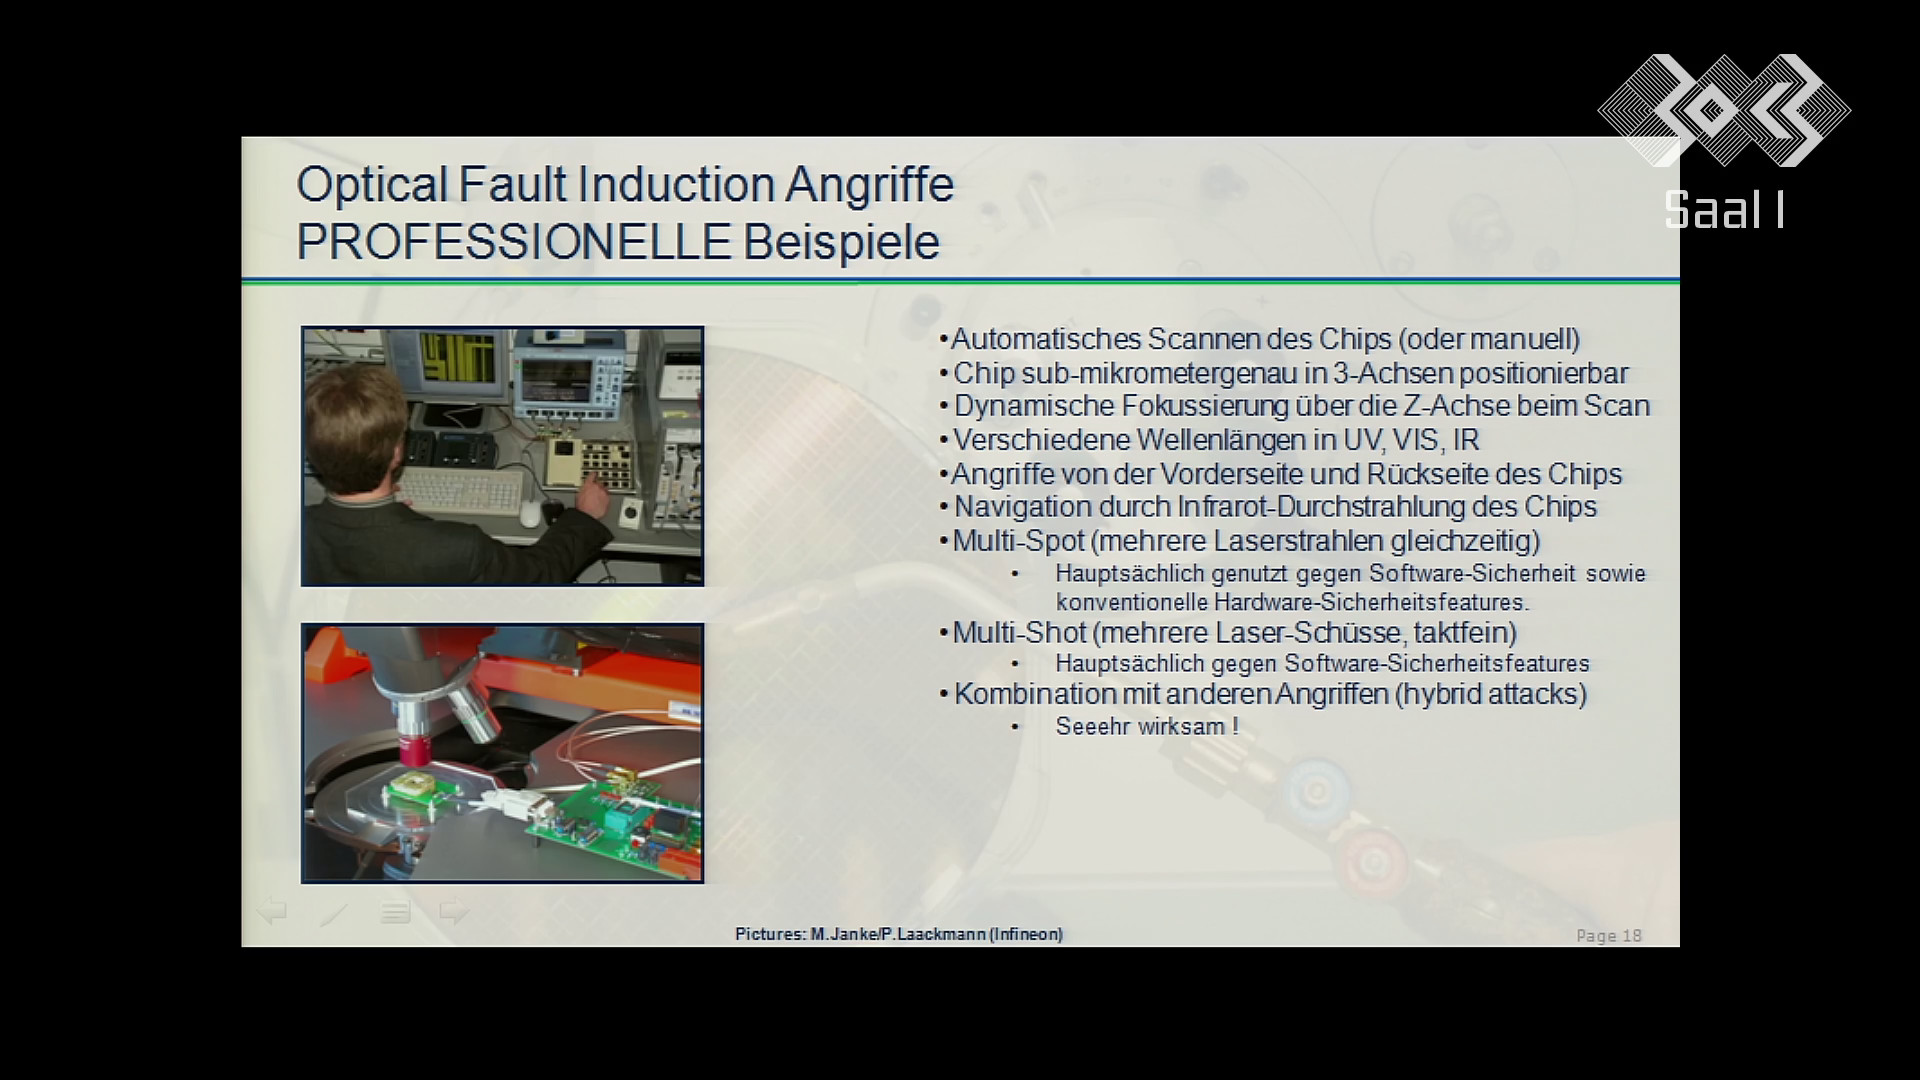 Optical Fault Induction Angriffe
PROFESSIONELLE Beispiele
Saal 1
•Automatisches Scannen des Chips (oder manuell)
•Chip sub-mikrometergenau in 3-Achsen positionierbar
•Dynamische Fokussierung über die Z-Achse beim Scan
•Verschiedene Wellenlängen in UV, VIS, IR
•Angriffe von der Vorderseite und Rückseite des Chips
•Navigation durch Infrarot-Durchstrahlung des Chips
•Multi-Spot (mehrere Laserstrahlen gleichzeitig)
• Hauptsächlich genutzt gegen Software-Sicherheit sowie
konventionelle Hardware-Sicherheitsfeatures.
•Multi-Shot (mehrere Laser-Schüsse, taktfein)
• Hauptsächlich gegen Software-Sicherheitsfeatures
•Kombination mit anderen Angriffen (hybrid attacks)
• Seeehr wirksam !
Pictures: M.Janke/P.Laackmann (Infineon)
Page 18